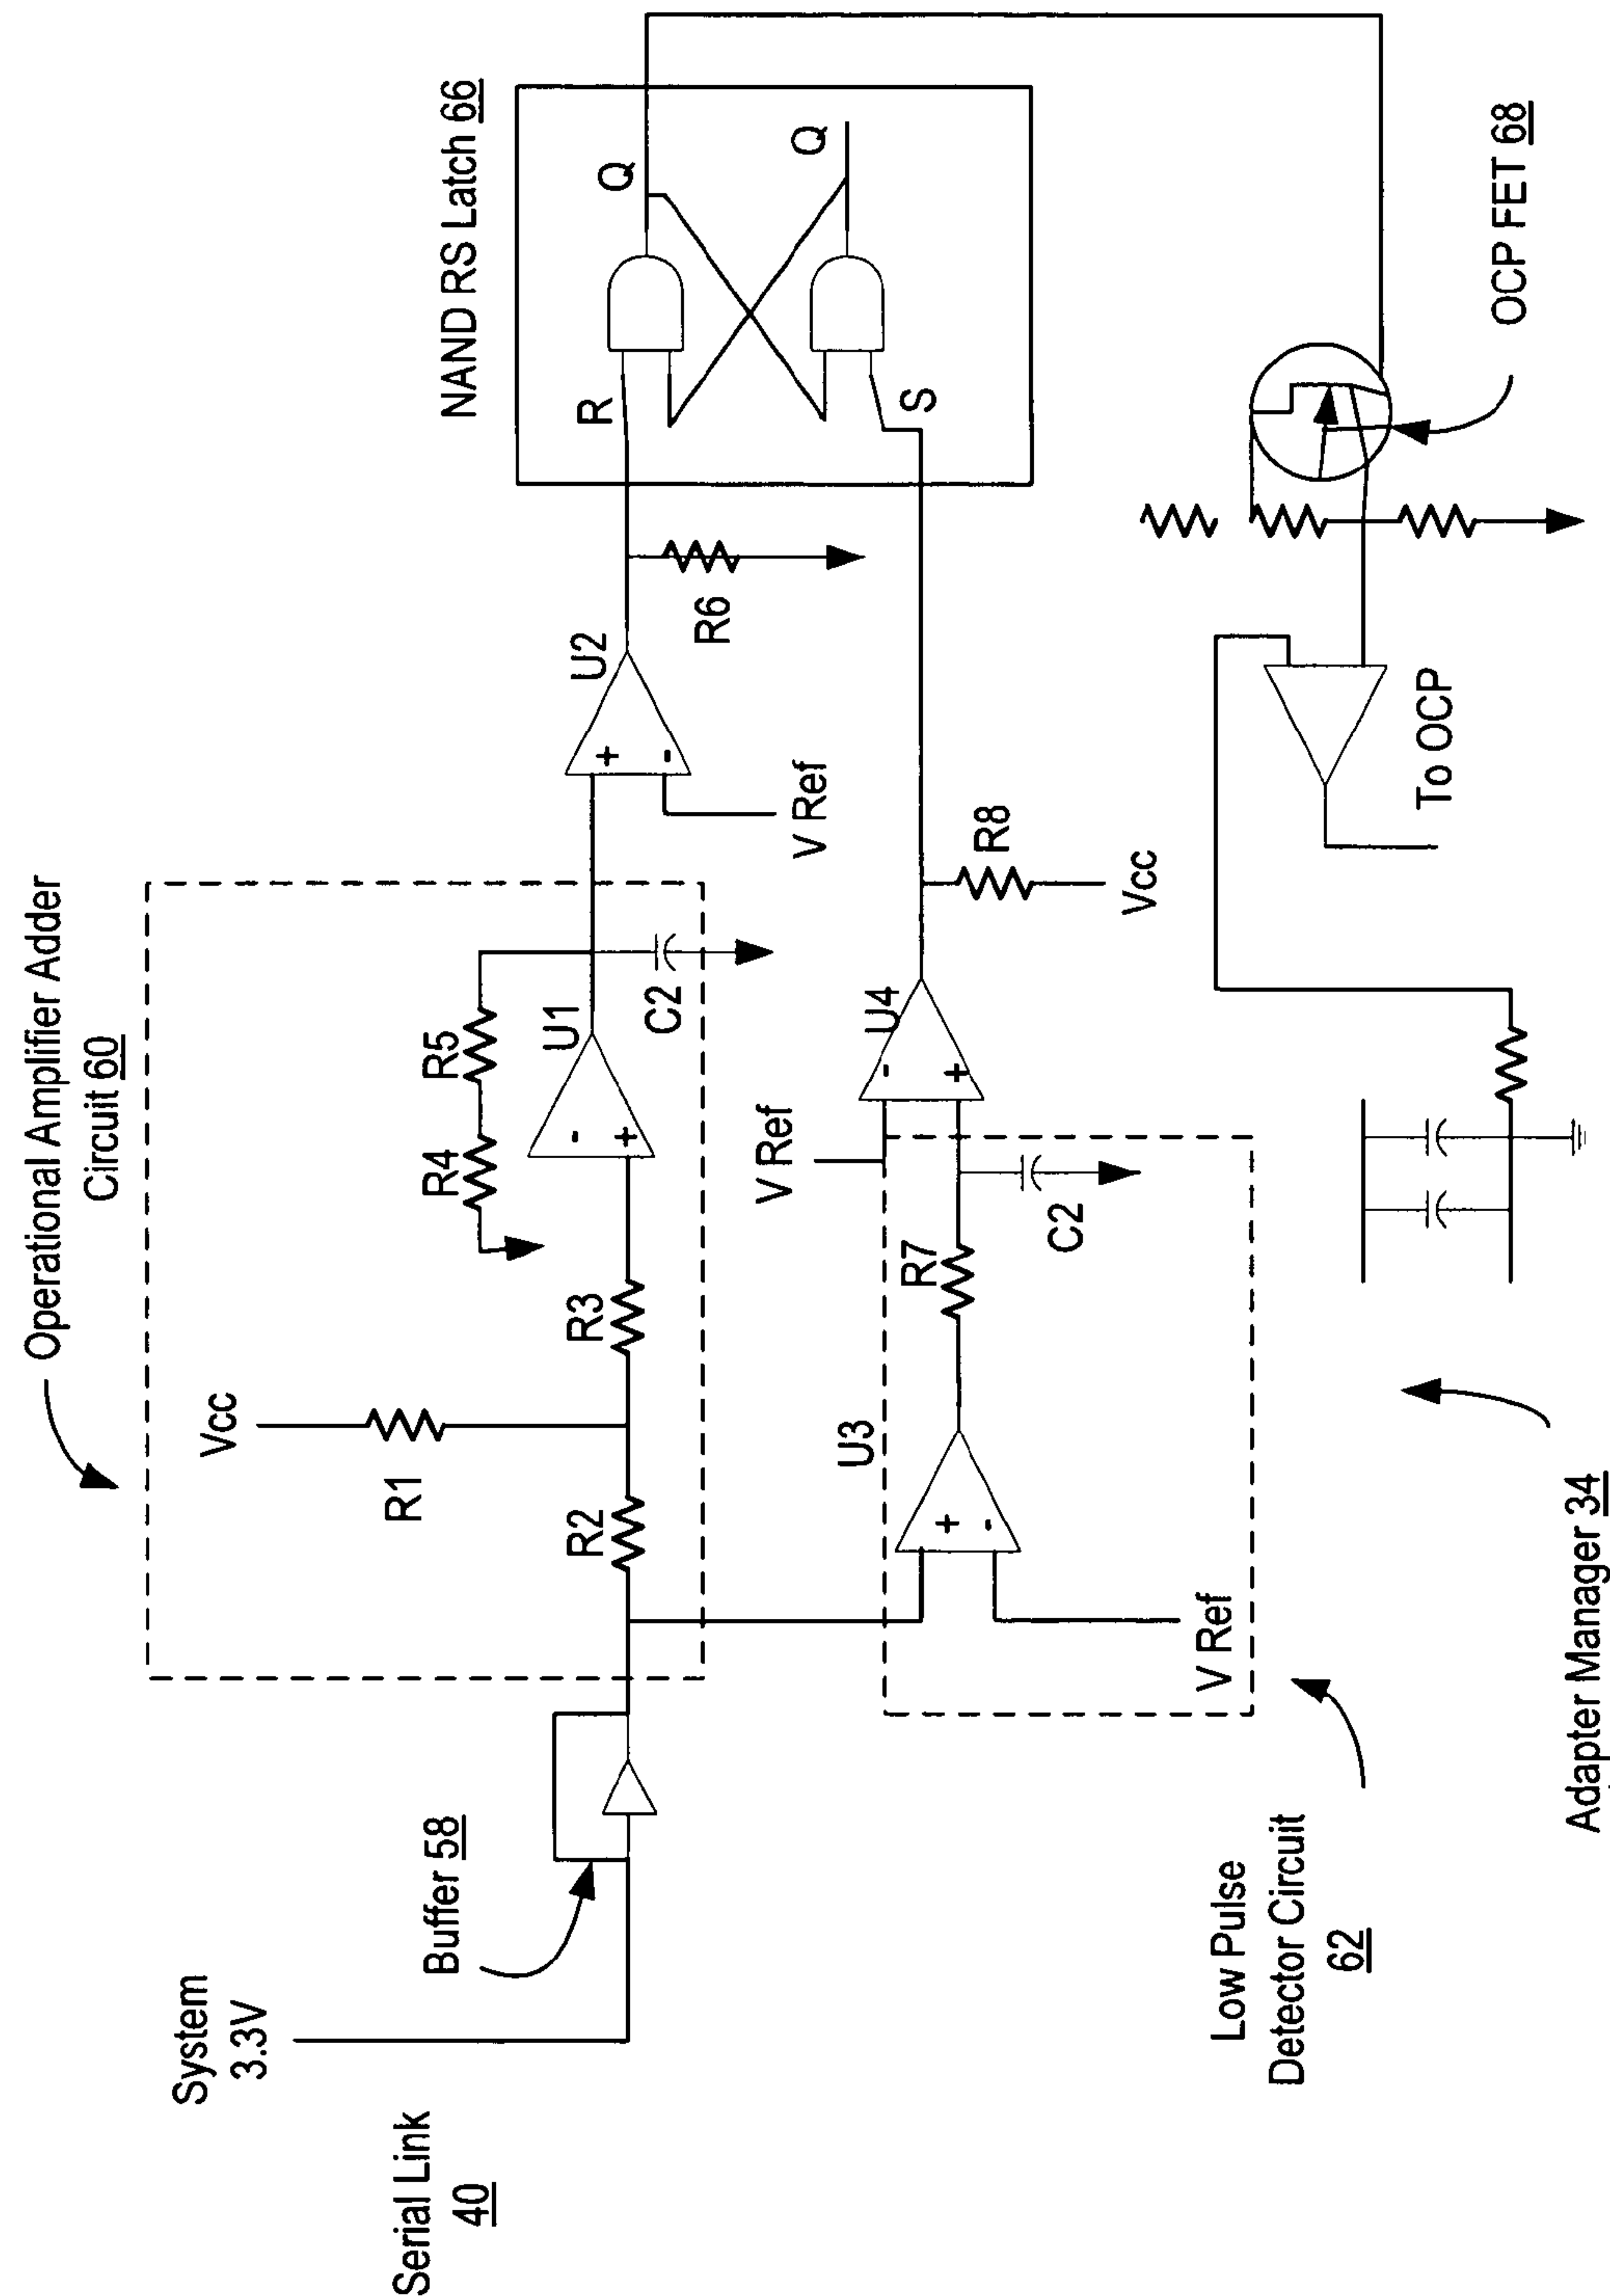 Operational Amplifier Adder
Circuit 60
Vcc
R1
R2
R3
R4
R5
U1
-
+
C2
U2
+
-
V Ref
R6
NAND RS Latch 66
R
Q
Q
S
System
3.3V
Serial Link
40
Buffer 58
U3
+
-
V Ref
R7
C2
V Ref
U4
-
+
R8
Vcc
Low Pulse
Detector Circuit
62
To OCP
OCP FET 68
Adapter Manager 34